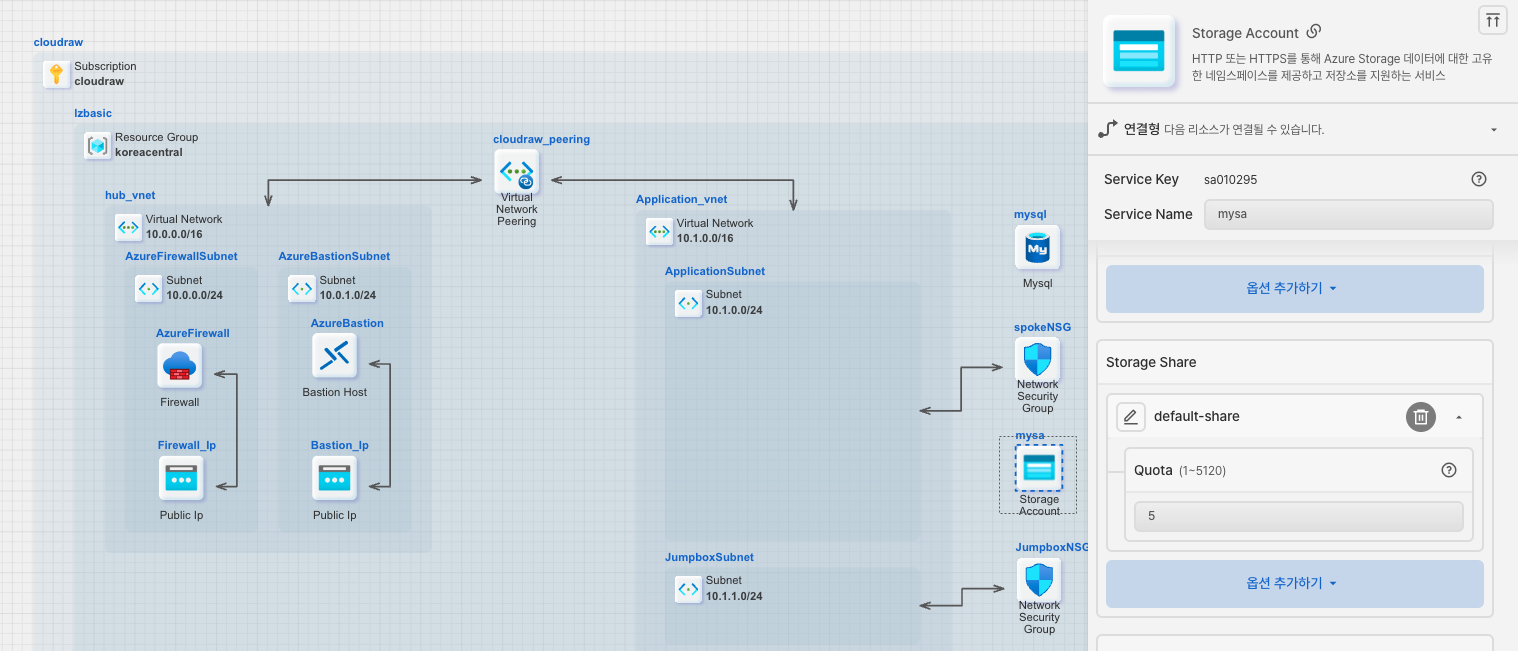 cloudraw
Subscription
cloudraw
lzbasic
Resource Group
koreacentral
cloudraw_peering
Virtual
Network
Peering
hub_vnet
Virtual Network
10.0.0.0/16
AzureFirewallSubnet
Subnet
10.0.0.0/24
AzureFirewall
Firewall
Firewall_Ip
Public Ip
AzureBastionSubnet
Subnet
10.0.1.0/24
AzureBastion
Bastion Host
Bastion_Ip
Public Ip
Application_vnet
Virtual Network
10.1.0.0/16
ApplicationSubnet
Subnet
10.1.0.0/24
JumpboxSubnet
Subnet
10.1.1.0/24
mysql
My
Mysql
spokeNSG
Network
Security
Group
mysa
Storage
Account
JumpboxNSG
Network
Security
Group
Storage Account
HTTP 또는 HTTPS를 통해 Azure Storage 데이터에 대한 고유
한 네임스페이스를 제공하고 저장소를 지원하는 서비스
연결형 다음 리소스가 연결될 수 있습니다.
Service Key sa010295
Service Name mysa
옵션 추가하기
Storage Share
default-share
Quota (1~5120)
5
옵션 추가하기